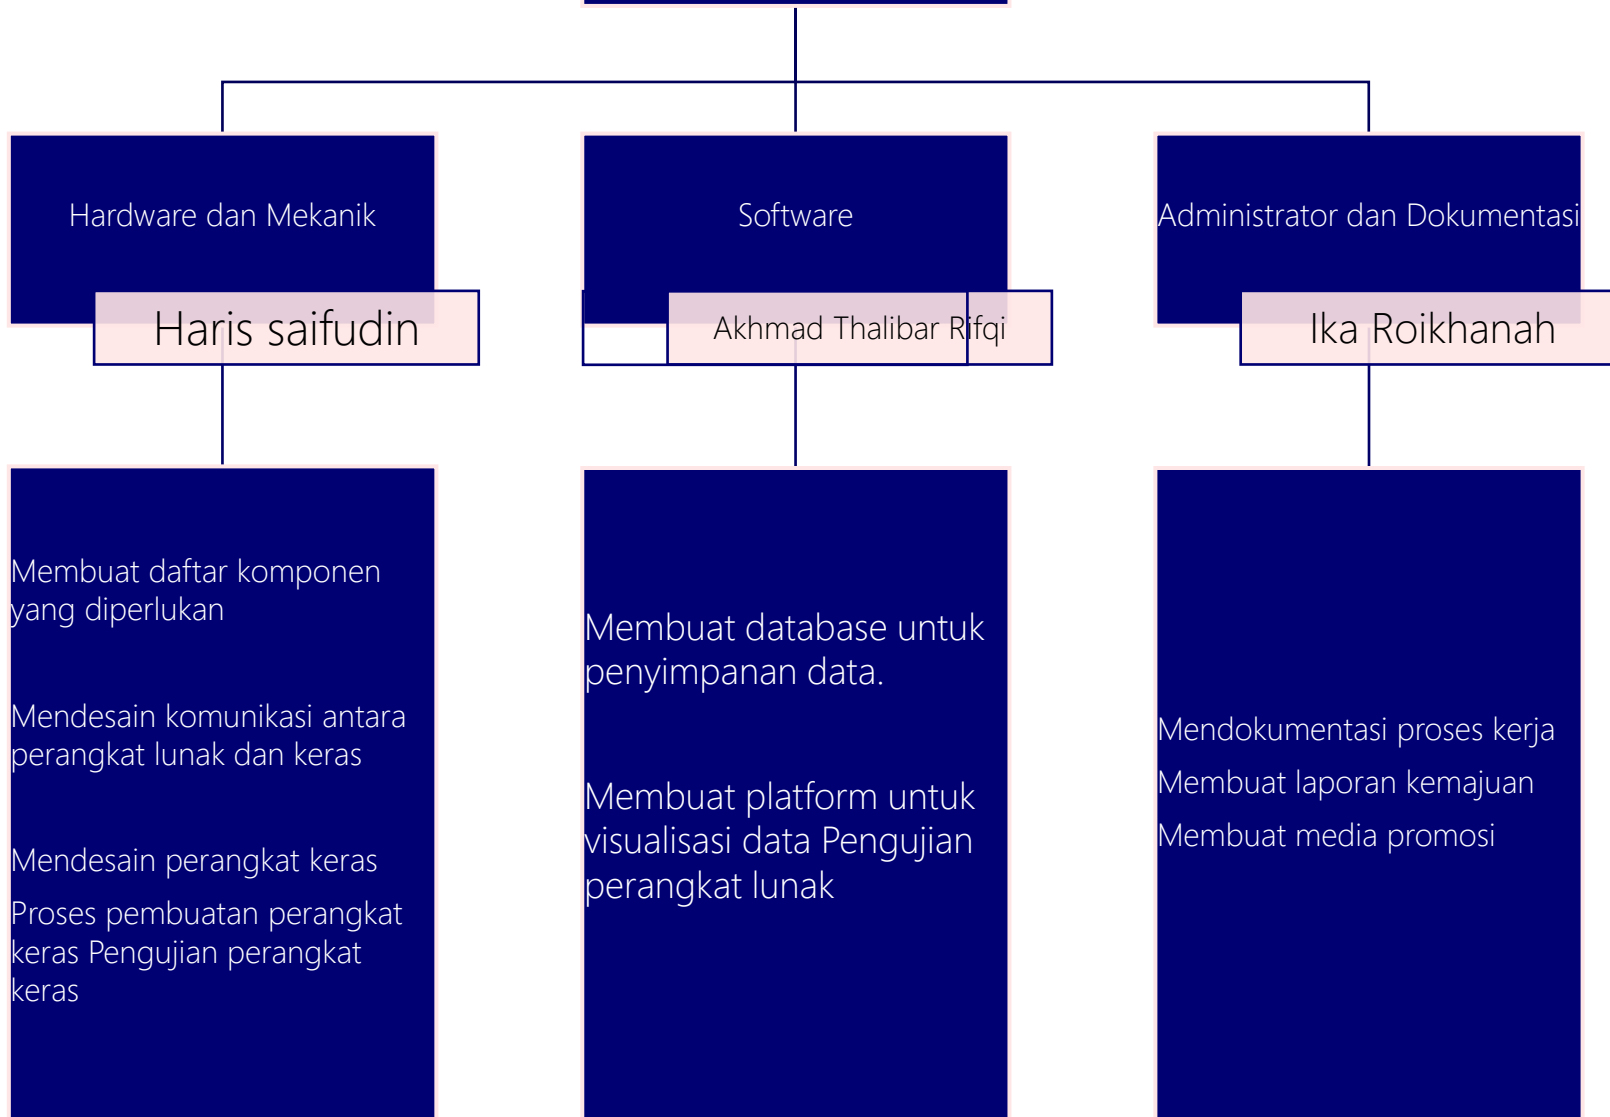 Hardware dan Mekanik
Haris saifudin
Membuat daftar komponen
yang diperlukan
Mendesain komunikasi antara
perangkat lunak dan keras
Mendesain perangkat keras
Proses pembuatan perangkat
keras Pengujian perangkat
keras
Software
Akhmad Thalibar Rifqi
Membuat database untuk
penyimpanan data.
Membuat platform untuk
visualisasi data Pengujian
perangkat lunak
Administrator dan Dokumentasi
Ika Roikhanah
Mendokumentasi proses kerja
Membuat laporan kemajuan
Membuat media promosi